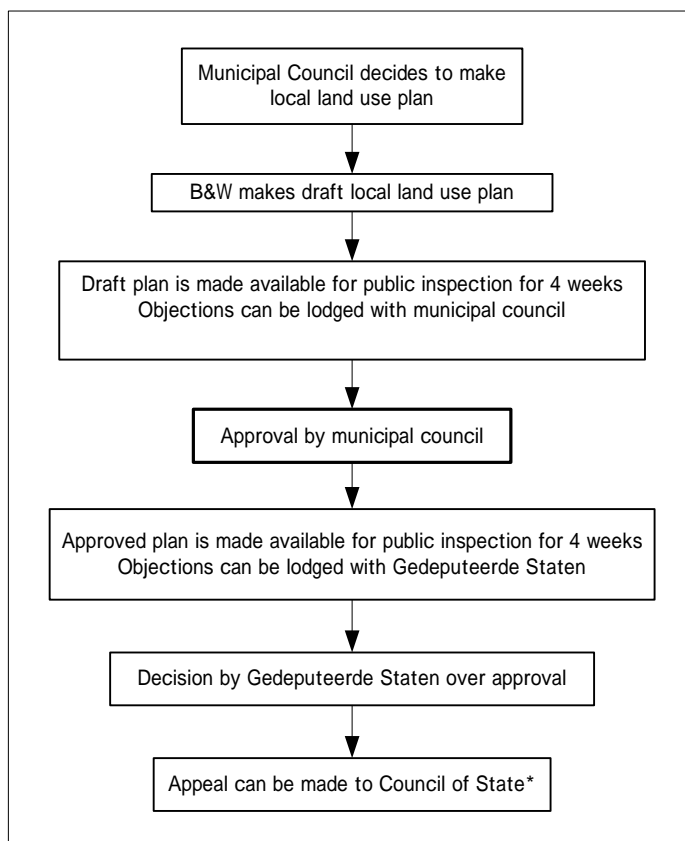 Municipal Council decides to make
local land use plan
B&W makes draft local land use plan
Draft plan is made available for public inspection for 4 weeks
Objections can be lodged with municipal council
Approval by municipal council
Approved plan is made available for public inspection for 4 weeks
Objections can be lodged with Gedeputeerde Staten
Decision by Gedeputeerde Staten over approval
Appeal can be made to Council of State*